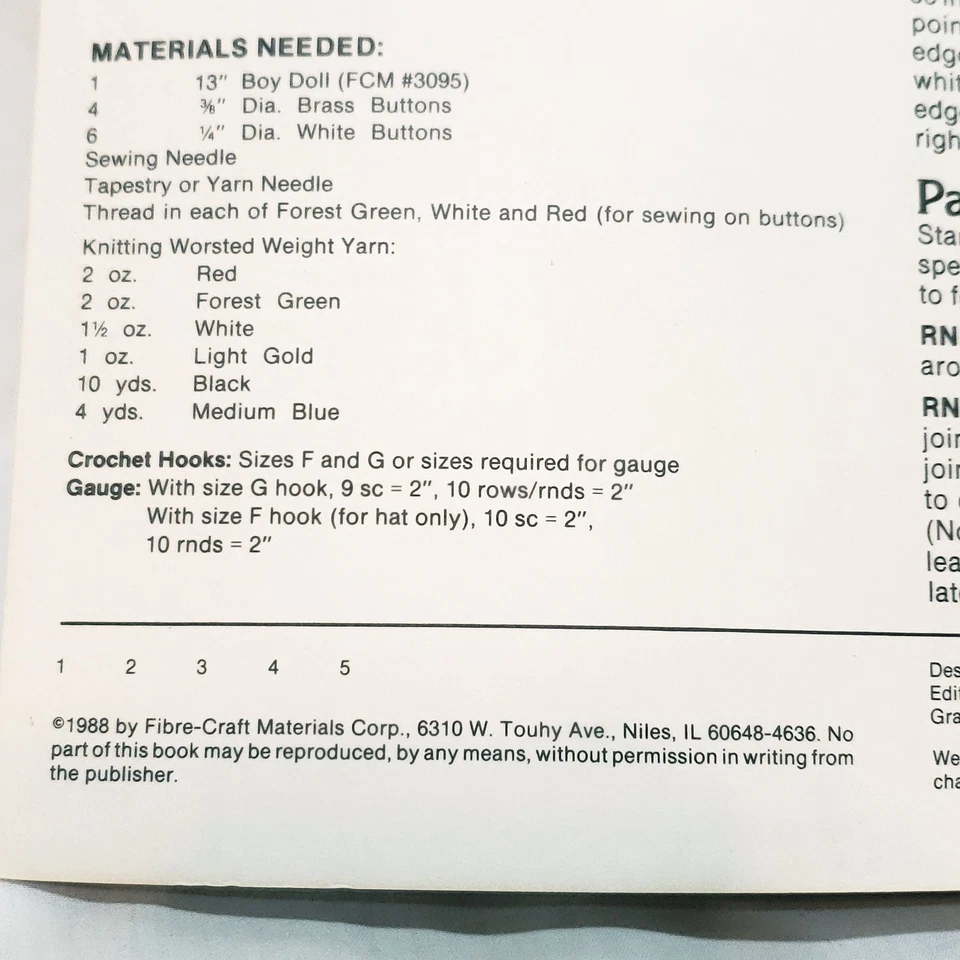 MATERIALS NEEDED:
1 13" Boy Doll (FCM #3095)
4 ⅜" Dia. Brass Buttons
6 ¼" Dia. White Buttons
Sewing Needle
Tapestry or Yarn Needle
Thread in each of Forest Green, White and Red (for sewing on buttons)
Knitting Worsted Weight Yarn:
2 oz. Red
2 oz. Forest Green
1½ oz. White
1 oz. Light Gold
10 yds. Black
4 yds. Medium Blue
Crochet Hooks: Sizes F and G or sizes required for gauge
Gauge: With size G hook, 9 sc = 2", 10 rows/rnds = 2"
With size F hook (for hat only), 10 sc = 2",
10 rnds = 2"
1 2 3 4 5
©1988 by Fibre-Craft Materials Corp., 6310 W. Touhy Ave., Niles, IL 60648-4636. No
part of this book may be reproduced, by any means, without permission in writing from
the publisher.
to
RN
RN
to
We